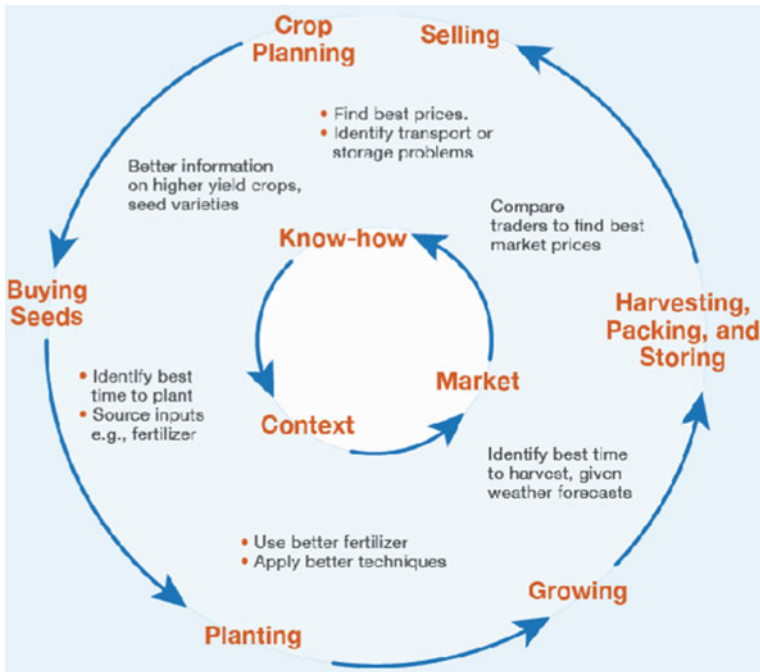 Crop
Planning
Selling
• Find best prices.
• Identify transport or
storage problems
Better information
on higher yield crops,
seed varieties
Compare
traders to find best
market prices
Know-how
Buying
Seeds
Harvesting,
Packing, and
Storing
• Identify best
time to plant
• Source inputs
e.g., fertilizer
Market
Context
Identify best time
to harvest, given
weather forecasts
• Use better fertilizer
• Apply better techniques
Growing
Planting